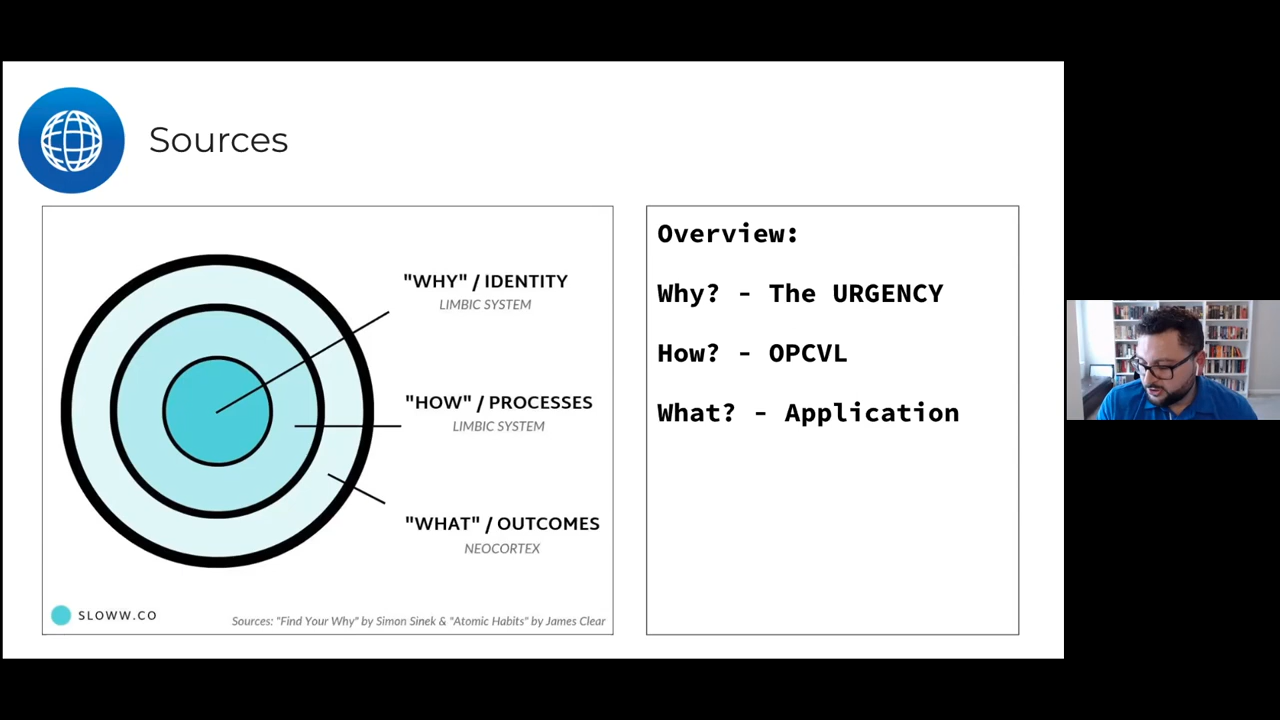 Sources
"WHY" / IDENTITY
LIMBIC SYSTEM
"HOW" / PROCESSES
LIMBIC SYSTEM
"WHAT" / OUTCOMES
NEOCORTEX
SLOWW.CO
Sources: "Find Your Why" by Simon Sinek & "Atomic Habits" by James Clear
Overview:
Why? - The URGENCY
How? - OPCVL
What? - Application